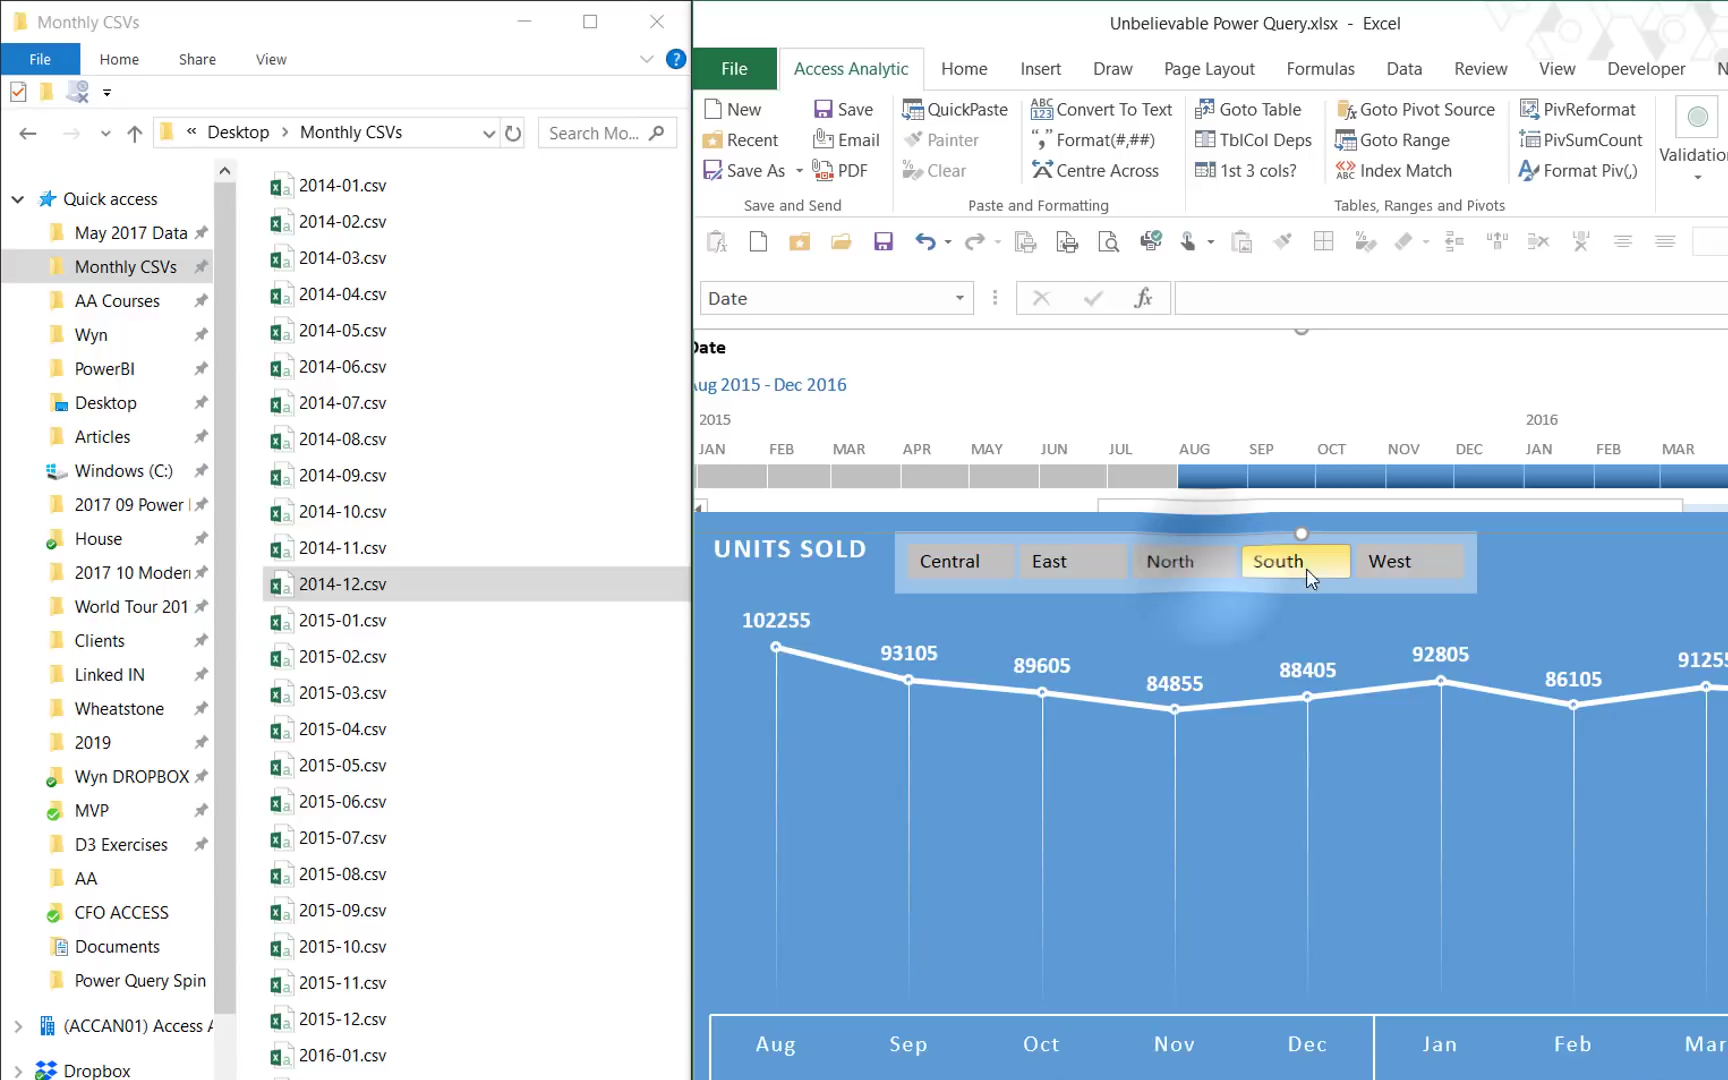 Monthly CSVs
File Home Share View
« Desktop › Monthly CSVs
Search Mo...
Quick access
May 2017 Data
Monthly CSVs
AA Courses
Wyn
PowerBI
Desktop
Articles
Windows (C:)
2017 09 Power
House
2017 10 Moder
World Tour 201
Clients
Linked IN
Wheatstone
2019
Wyn DROPBOX
MVP
D3 Exercises
AA
CFO ACCESS
Documents
Power Query Spin
(ACCAN01) Access A
Dropbox
2014-01.csv
2014-02.csv
2014-03.csv
2014-04.csv
2014-05.csv
2014-06.csv
2014-07.csv
2014-08.csv
2014-09.csv
2014-10.csv
2014-11.csv
2014-12.csv
2015-01.csv
2015-02.csv
2015-03.csv
2015-04.csv
2015-05.csv
2015-06.csv
2015-07.csv
2015-08.csv
2015-09.csv
2015-10.csv
2015-11.csv
2015-12.csv
2016-01.csv
Unbelievable Power Query.xlsx - Excel
File Access Analytic Home Insert Draw Page Layout Formulas Data Review View Developer N
New Save QuickPaste Convert To Text Goto Table Goto Pivot Source PivReformat
Recent Email Painter Format(#,##) TblCol Deps Goto Range PivSumCount
Save As PDF Clear Centre Across 1st 3 cols? Index Match Format Piv(,)
Validatio
Save and Send Paste and Formatting Tables, Ranges and Pivots
Date
fx
Date
Aug 2015 - Dec 2016
2015 2016
JAN FEB MAR APR MAY JUN JUL AUG SEP OCT NOV DEC JAN FEB MAR
UNITS SOLD
Central East North South West
102255 93105 89605 84855 88405 92805 86105 91255
Aug Sep Oct Nov Dec Jan Feb Mar